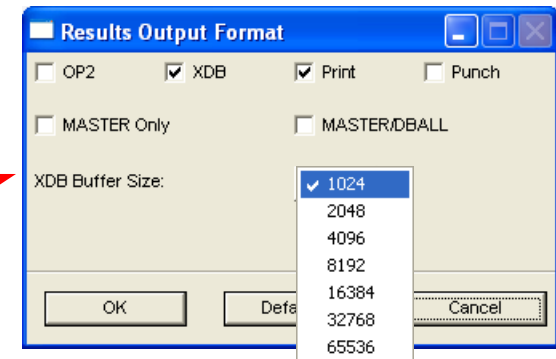 Results Output Format
OP2 XDB Print Punch
MASTER Only MASTER/DBALL
XDB Buffer Size: 1024
2048
4096
8192
16384
32768
65536
OK Defa Cancel